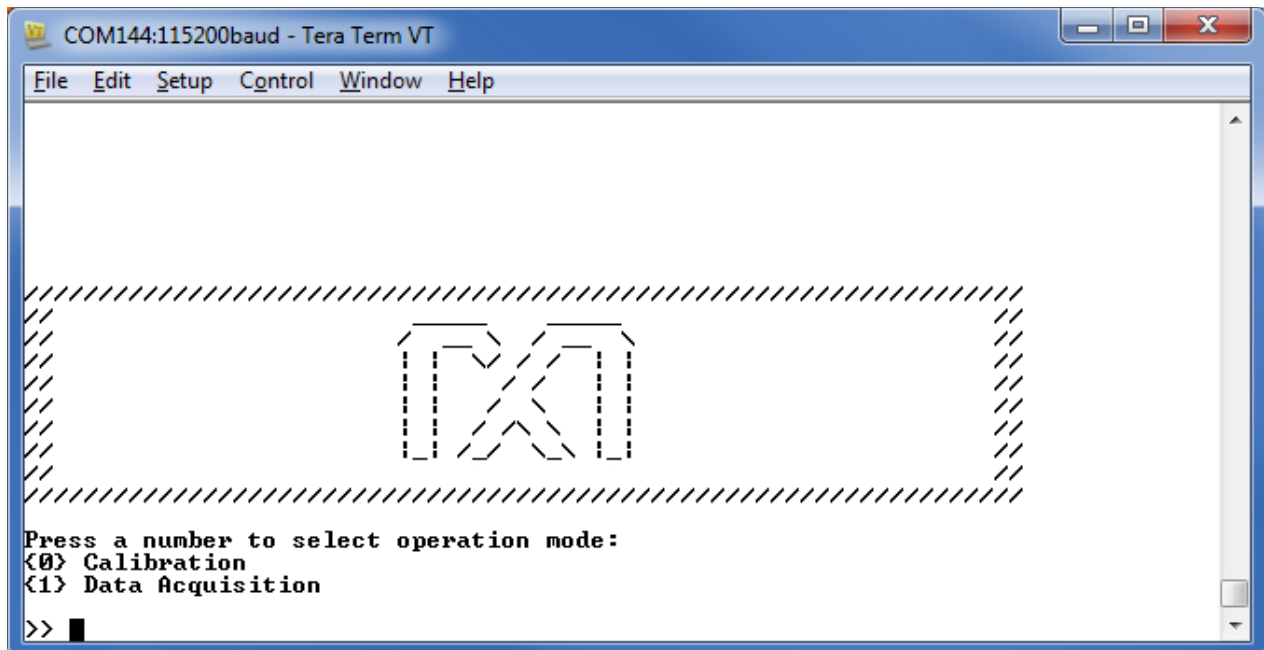 COM144:115200baud - Tera Term VT
File Edit Setup Control Window Help
Press a number to select operation mode:
{0} Calibration
{1} Data Acquisition
>>